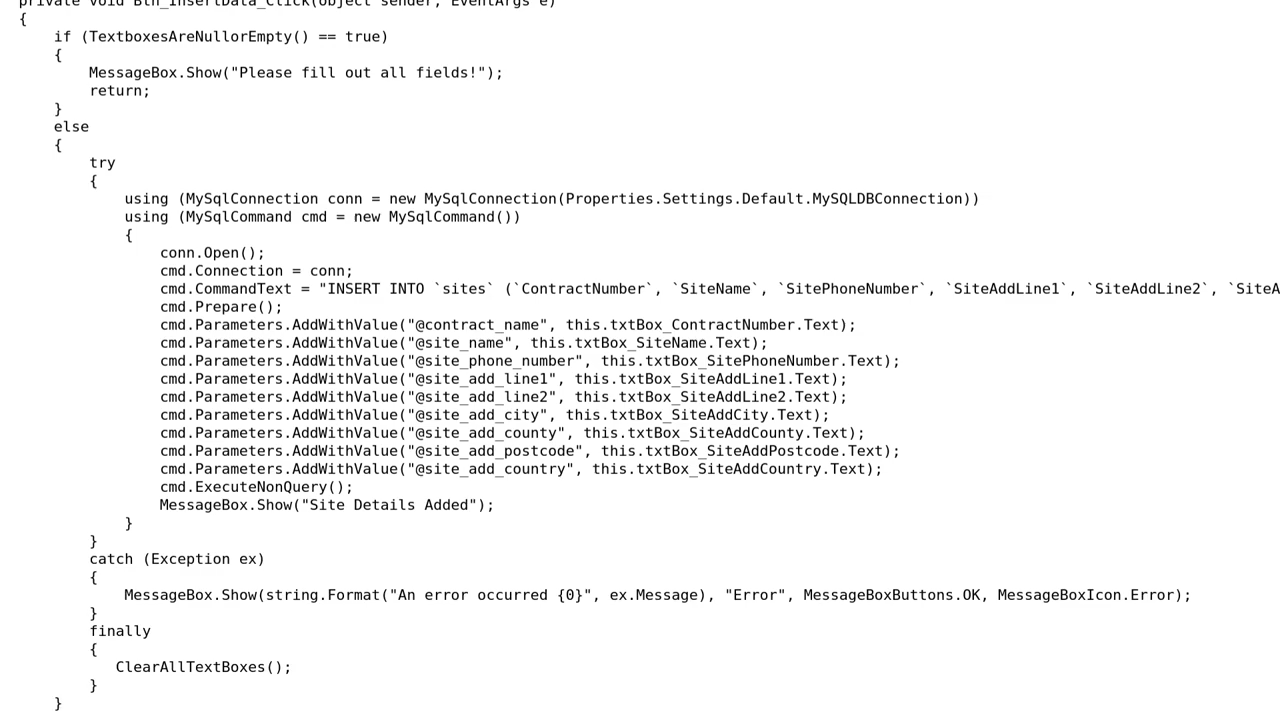 private void Btn_InsertData_Click(object sender, EventArgs e)
{
if (TextboxesAreNullorEmpty() == true)
{
MessageBox.Show("Please fill out all fields!");
return;
}
else
{
try
{
using (MySqlConnection conn = new MySqlConnection(Properties.Settings.Default.MySQLDBConnection))
using (MySqlCommand cmd = new MySqlCommand())
{
conn.Open();
cmd.Connection = conn;
cmd.CommandText = "INSERT INTO `sites` (`ContractNumber`, `SiteName`, `SitePhoneNumber`, `SiteAddLine1`, `SiteAddLine2`, `SiteA
cmd.Prepare();
cmd.Parameters.AddWithValue("@contract_name", this.txtBox_ContractNumber.Text);
cmd.Parameters.AddWithValue("@site_name", this.txtBox_SiteName.Text);
cmd.Parameters.AddWithValue("@site_phone_number", this.txtBox_SitePhoneNumber.Text);
cmd.Parameters.AddWithValue("@site_add_line1", this.txtBox_SiteAddLine1.Text);
cmd.Parameters.AddWithValue("@site_add_line2", this.txtBox_SiteAddLine2.Text);
cmd.Parameters.AddWithValue("@site_add_city", this.txtBox_SiteAddCity.Text);
cmd.Parameters.AddWithValue("@site_add_county", this.txtBox_SiteAddCounty.Text);
cmd.Parameters.AddWithValue("@site_add_postcode", this.txtBox_SiteAddPostcode.Text);
cmd.Parameters.AddWithValue("@site_add_country", this.txtBox_SiteAddCountry.Text);
cmd.ExecuteNonQuery();
MessageBox.Show("Site Details Added");
}
}
catch (Exception ex)
{
MessageBox.Show(string.Format("An error occurred {0}", ex.Message), "Error", MessageBoxButtons.OK, MessageBoxIcon.Error);
}
finally
{
ClearAllTextBoxes();
}
}